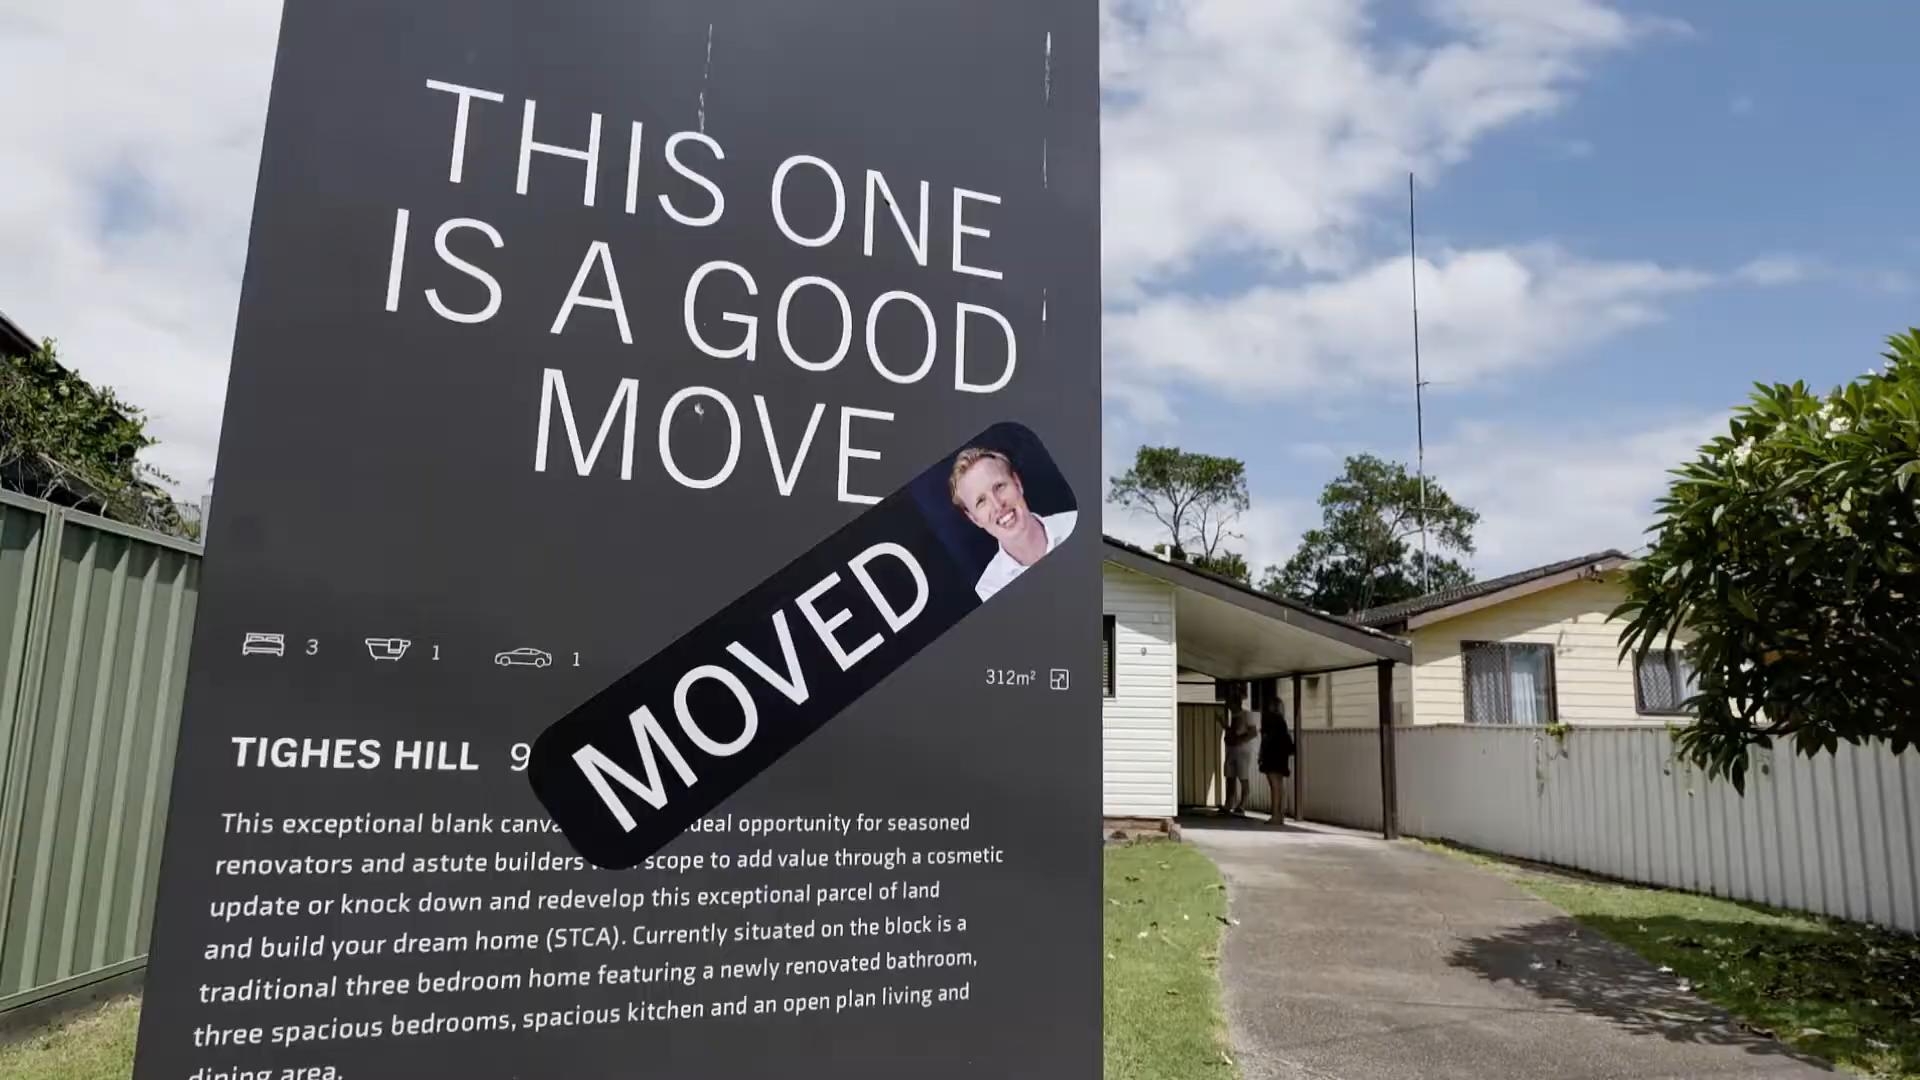 THIS ONE
IS A GOOD
MOVE
MOVED
3 1 1
312m²
TIGHES HILL 9
This exceptional blank canva deal opportunity for seasoned
renovators and astute builders scope to add value through a cosmetic
update or knock down and redevelop this exceptional parcel of land
and build your dream home (STCA). Currently situated on the block is a
traditional three bedroom home featuring a newly renovated bathroom,
three spacious bedrooms, spacious kitchen and an open plan living and
dining area.
9